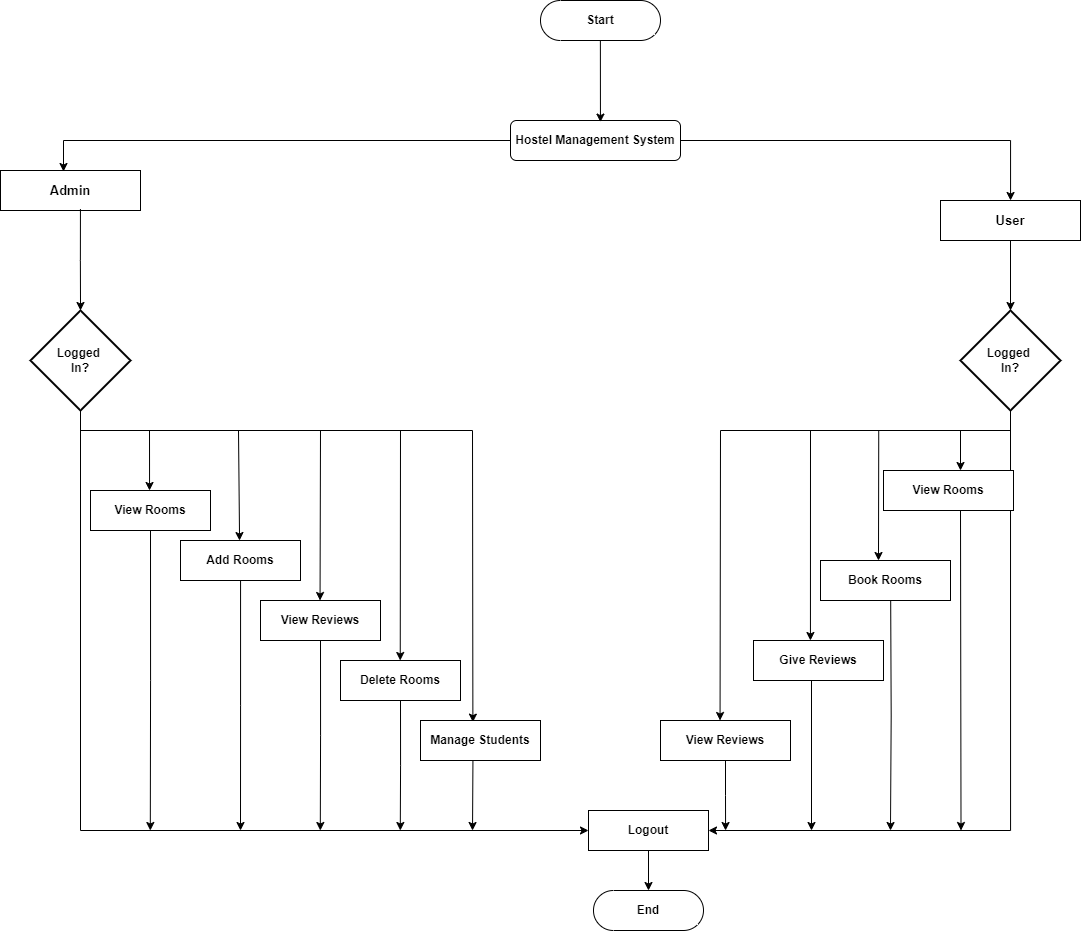 Start
Hostel Management System
Admin
User
Logged
In?
Logged
In?
View Rooms
View Rooms
Add Rooms
Book Rooms
View Reviews
Give Reviews
Delete Rooms
Manage Students
View Reviews
Logout
End